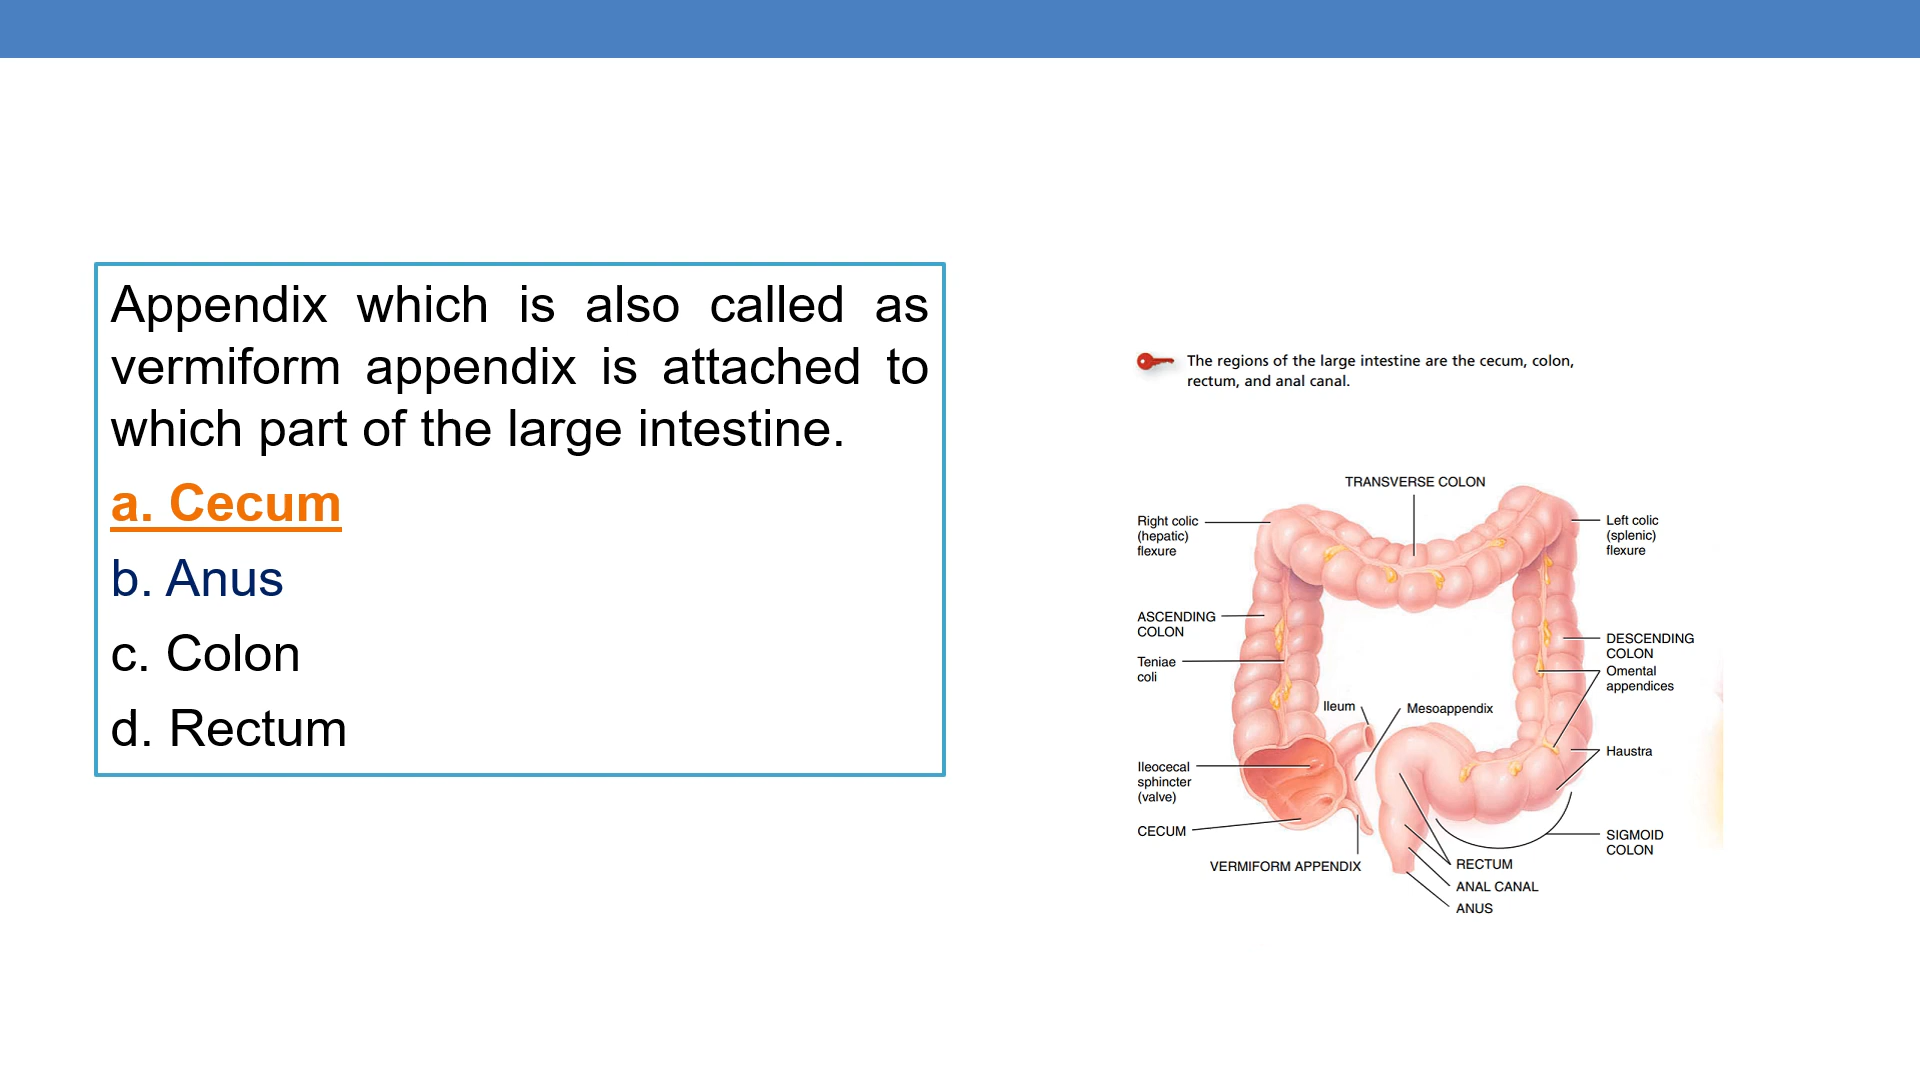 Appendix which is also called as
vermiform appendix is attached to
which part of the large intestine.
a. Cecum
b. Anus
c. Colon
d. Rectum
The regions of the large intestine are the cecum, colon,
rectum, and anal canal.
TRANSVERSE COLON
Right colic
(hepatic)
flexure
Left colic
(splenic)
flexure
ASCENDING
COLON
Teniae
coli
DESCENDING
COLON
Omental
appendices
Ileum
Mesoappendix
Haustra
Ileocecal
sphincter
(valve)
CECUM
SIGMOID
COLON
VERMIFORM APPENDIX
RECTUM
ANAL CANAL
ANUS